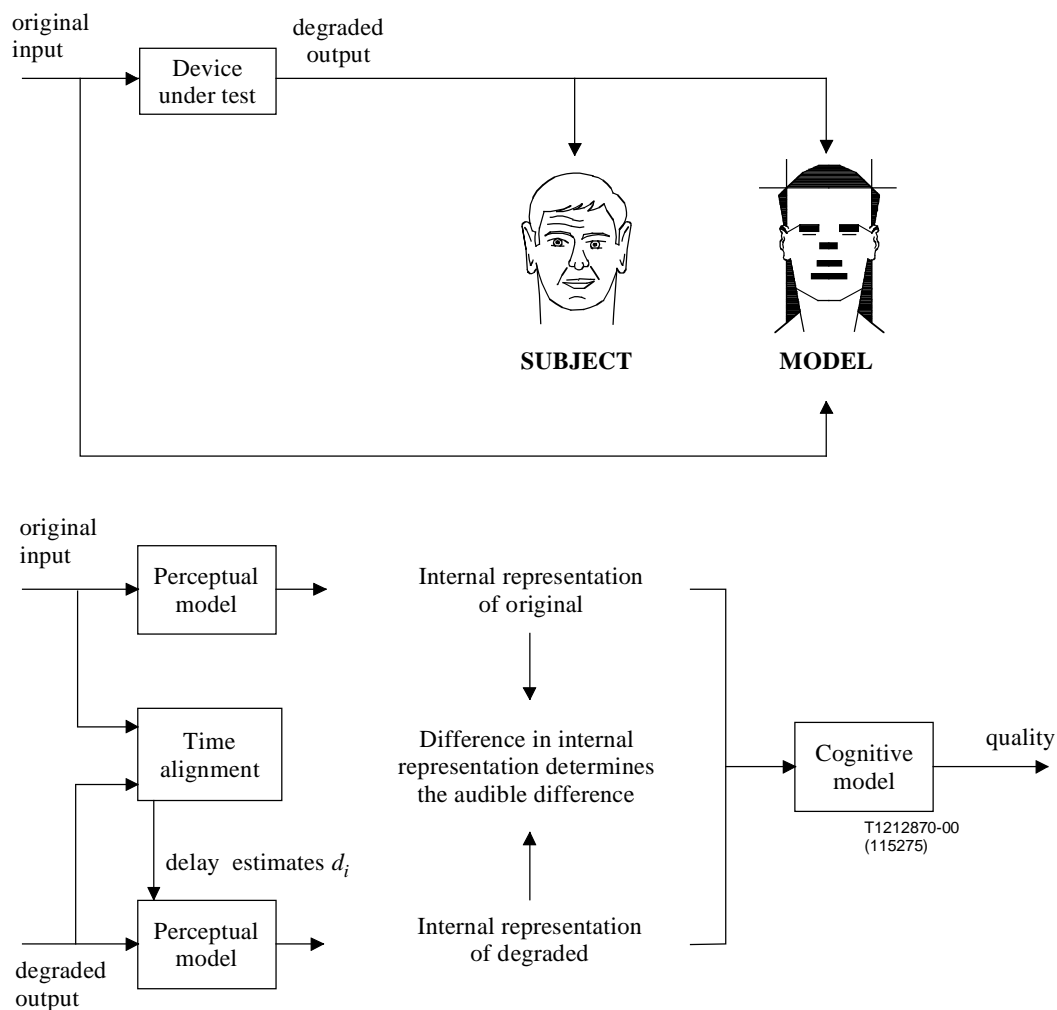 original
input
degraded
output
Device
under test
SUBJECT
MODEL
original
input
Perceptual
model
Internal representation
of original
Time
alignment
Difference in internal
representation determines
the audible difference
Cognitive
model
quality
T1212870-00
(115275)
delay estimates di
Perceptual
model
Internal representation
of degraded
degraded
output